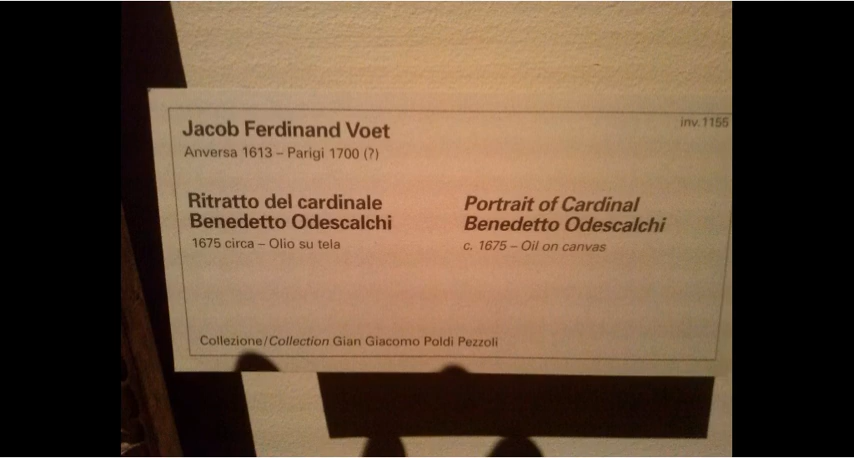 inv.1155
Jacob Ferdinand Voet
Anversa 1613 – Parigi 1700 (?)
Ritratto del cardinale
Benedetto Odescalchi
1675 circa – Olio su tela
Portrait of Cardinal
Benedetto Odescalchi
c. 1675 – Oil on canvas
Collezione/Collection Gian Giacomo Poldi Pezzoli